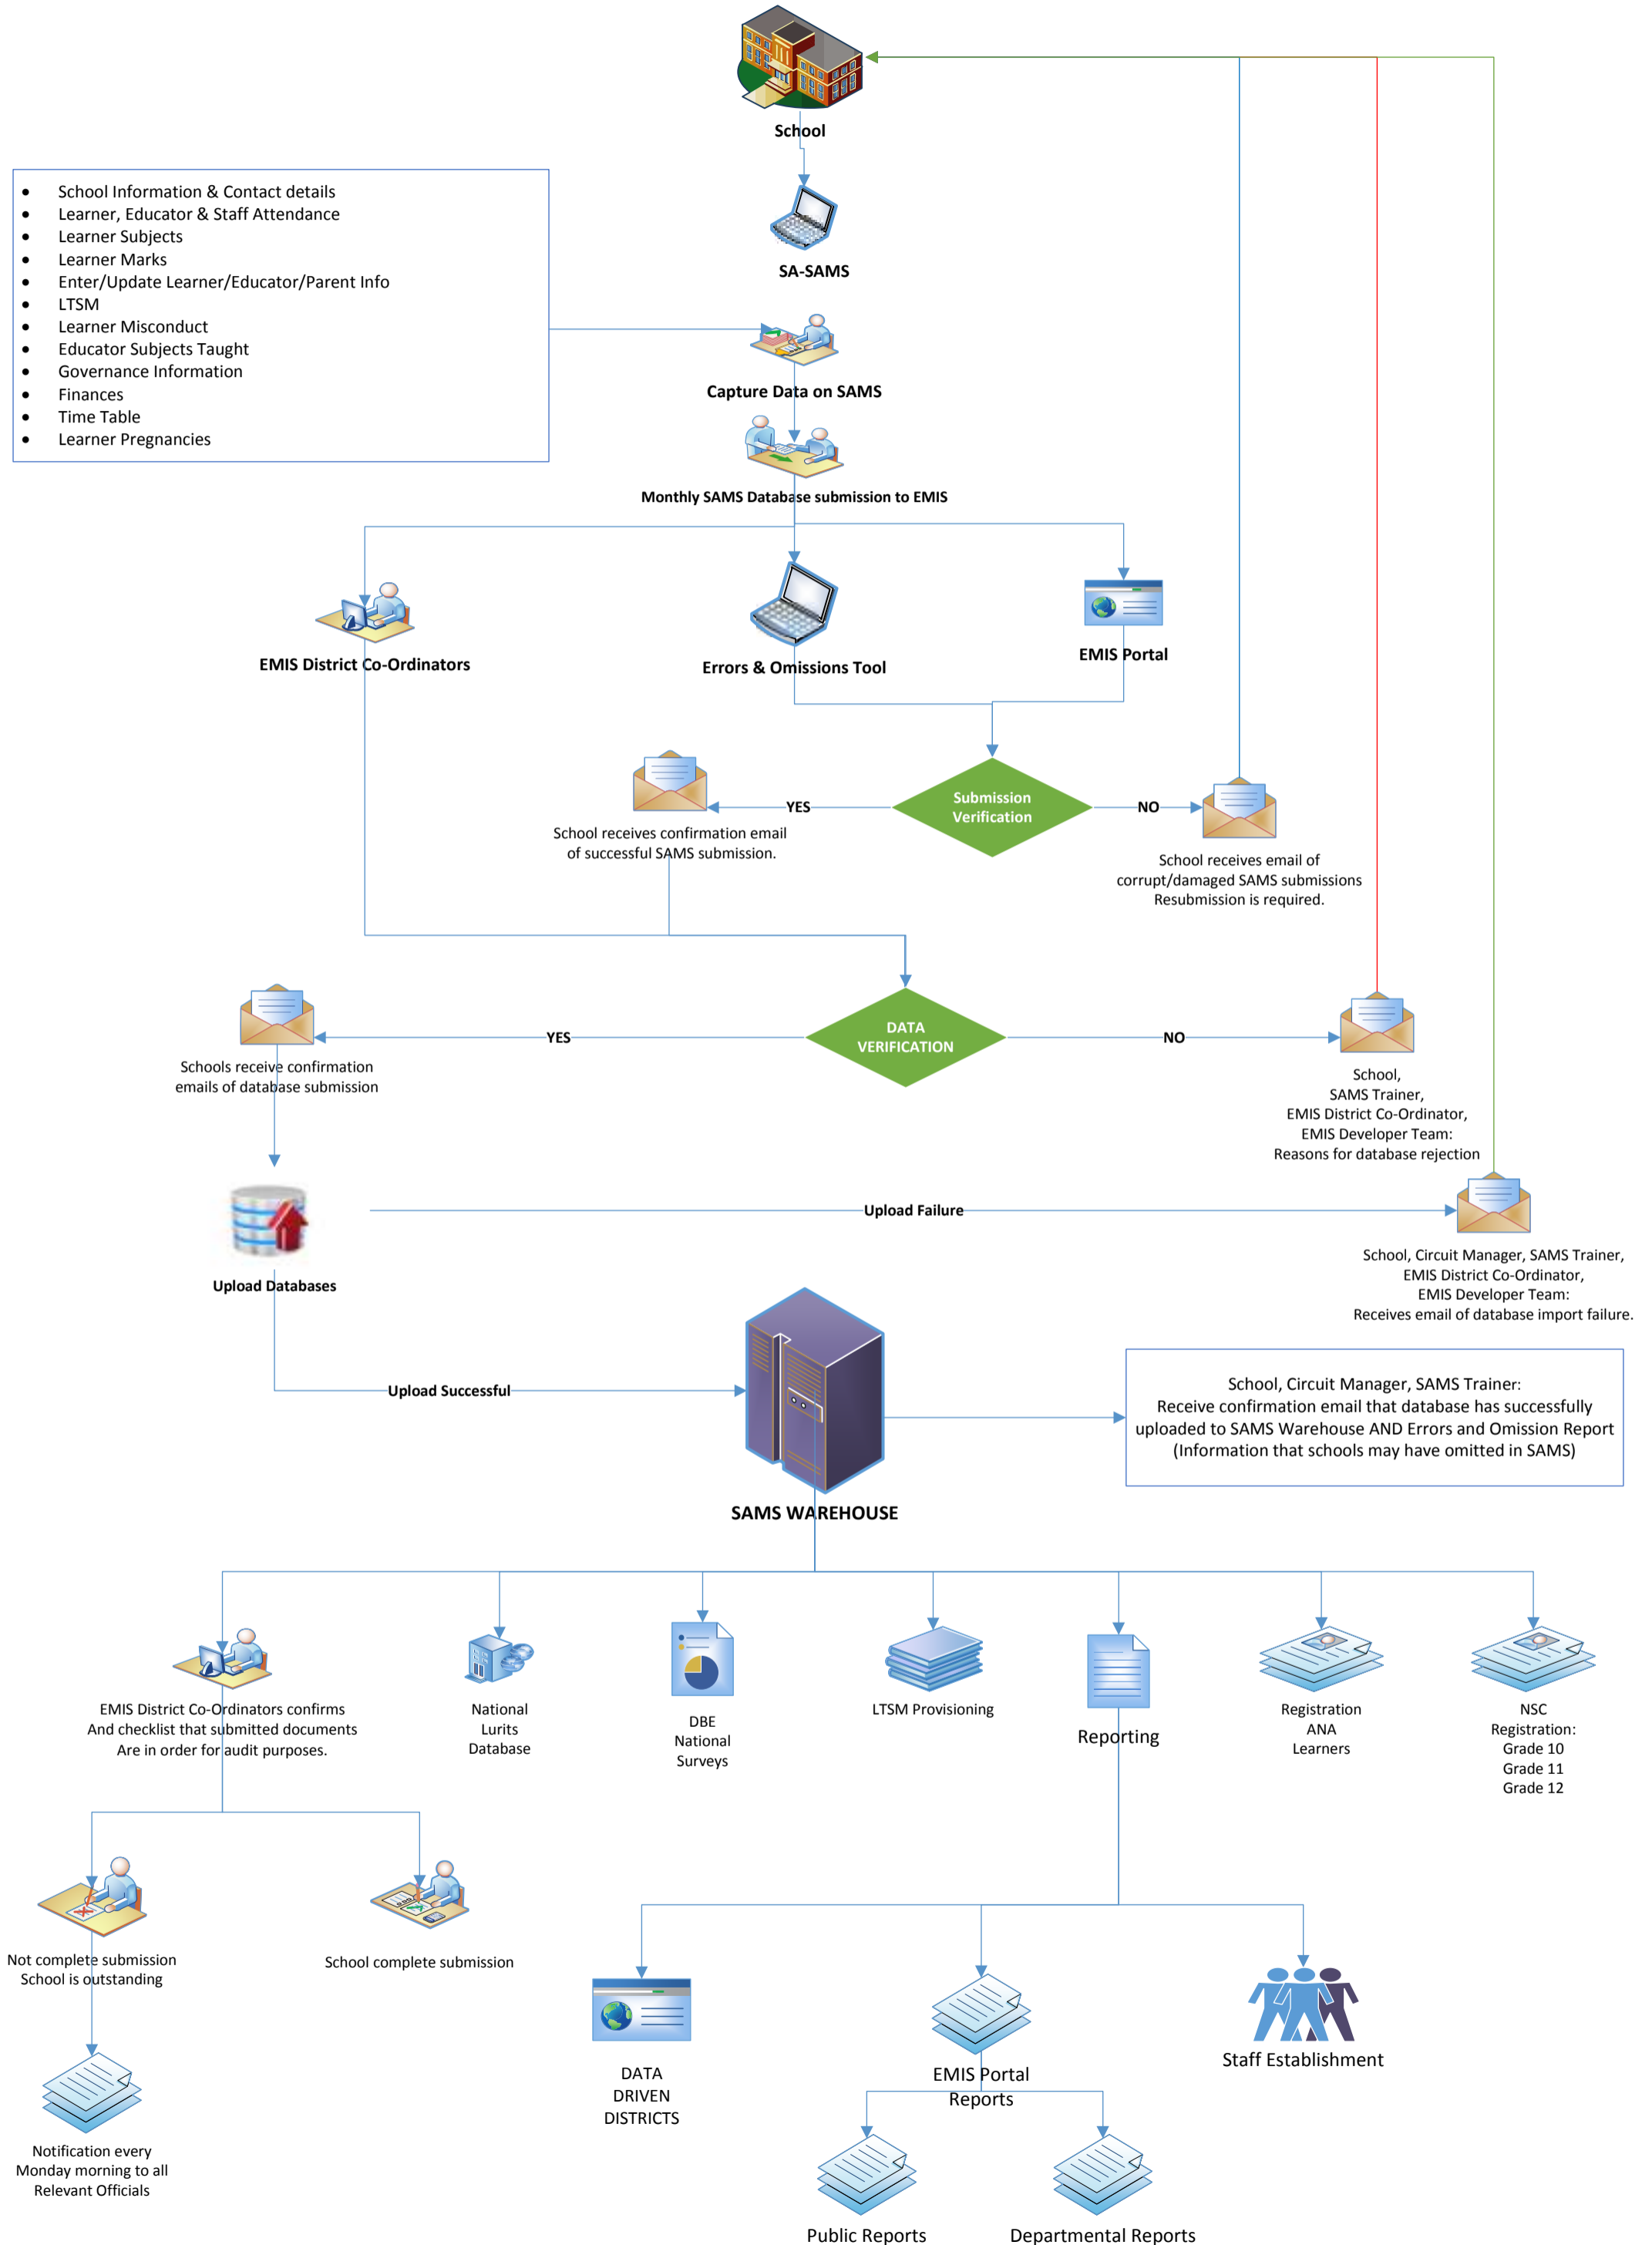 School
SA-SAMS
• School Information & Contact details
• Learner, Educator & Staff Attendance
• Learner Subjects
• Learner Marks
• Enter/Update Learner/Educator/Parent Info
• LTSM
• Learner Misconduct
• Educator Subjects Taught
• Governance Information
• Finances
• Time Table
• Learner Pregnancies
Capture Data on SAMS
Monthly SAMS Database submission to EMIS
EMIS District Co-Ordinators
Errors & Omissions Tool
EMIS Portal
Submission
Verification
YES
NO
School receives confirmation email
of successful SAMS submission.
School receives email of
corrupt/damaged SAMS submissions
Resubmission is required.
DATA
VERIFICATION
YES
NO
Schools receive confirmation
emails of database submission
School,
SAMS Trainer,
EMIS District Co-Ordinator,
EMIS Developer Team:
Reasons for database rejection
Upload Failure
Upload Databases
School, Circuit Manager, SAMS Trainer,
EMIS District Co-Ordinator,
EMIS Developer Team:
Receives email of database import failure.
Upload Successful
School, Circuit Manager, SAMS Trainer:
Receive confirmation email that database has successfully
uploaded to SAMS Warehouse AND Errors and Omission Report
(Information that schools may have omitted in SAMS)
SAMS WAREHOUSE
EMIS District Co-Ordinators confirms
And checklist that submitted documents
Are in order for audit purposes.
National
Lurits
Database
DBE
National
Surveys
LTSM Provisioning
Reporting
Registration
ANA
Learners
NSC
Registration:
Grade 10
Grade 11
Grade 12
Not complete submission
School is outstanding
School complete submission
DATA
DRIVEN
DISTRICTS
EMIS Portal
Reports
Staff Establishment
Notification every
Monday morning to all
Relevant Officials
Public Reports
Departmental Reports